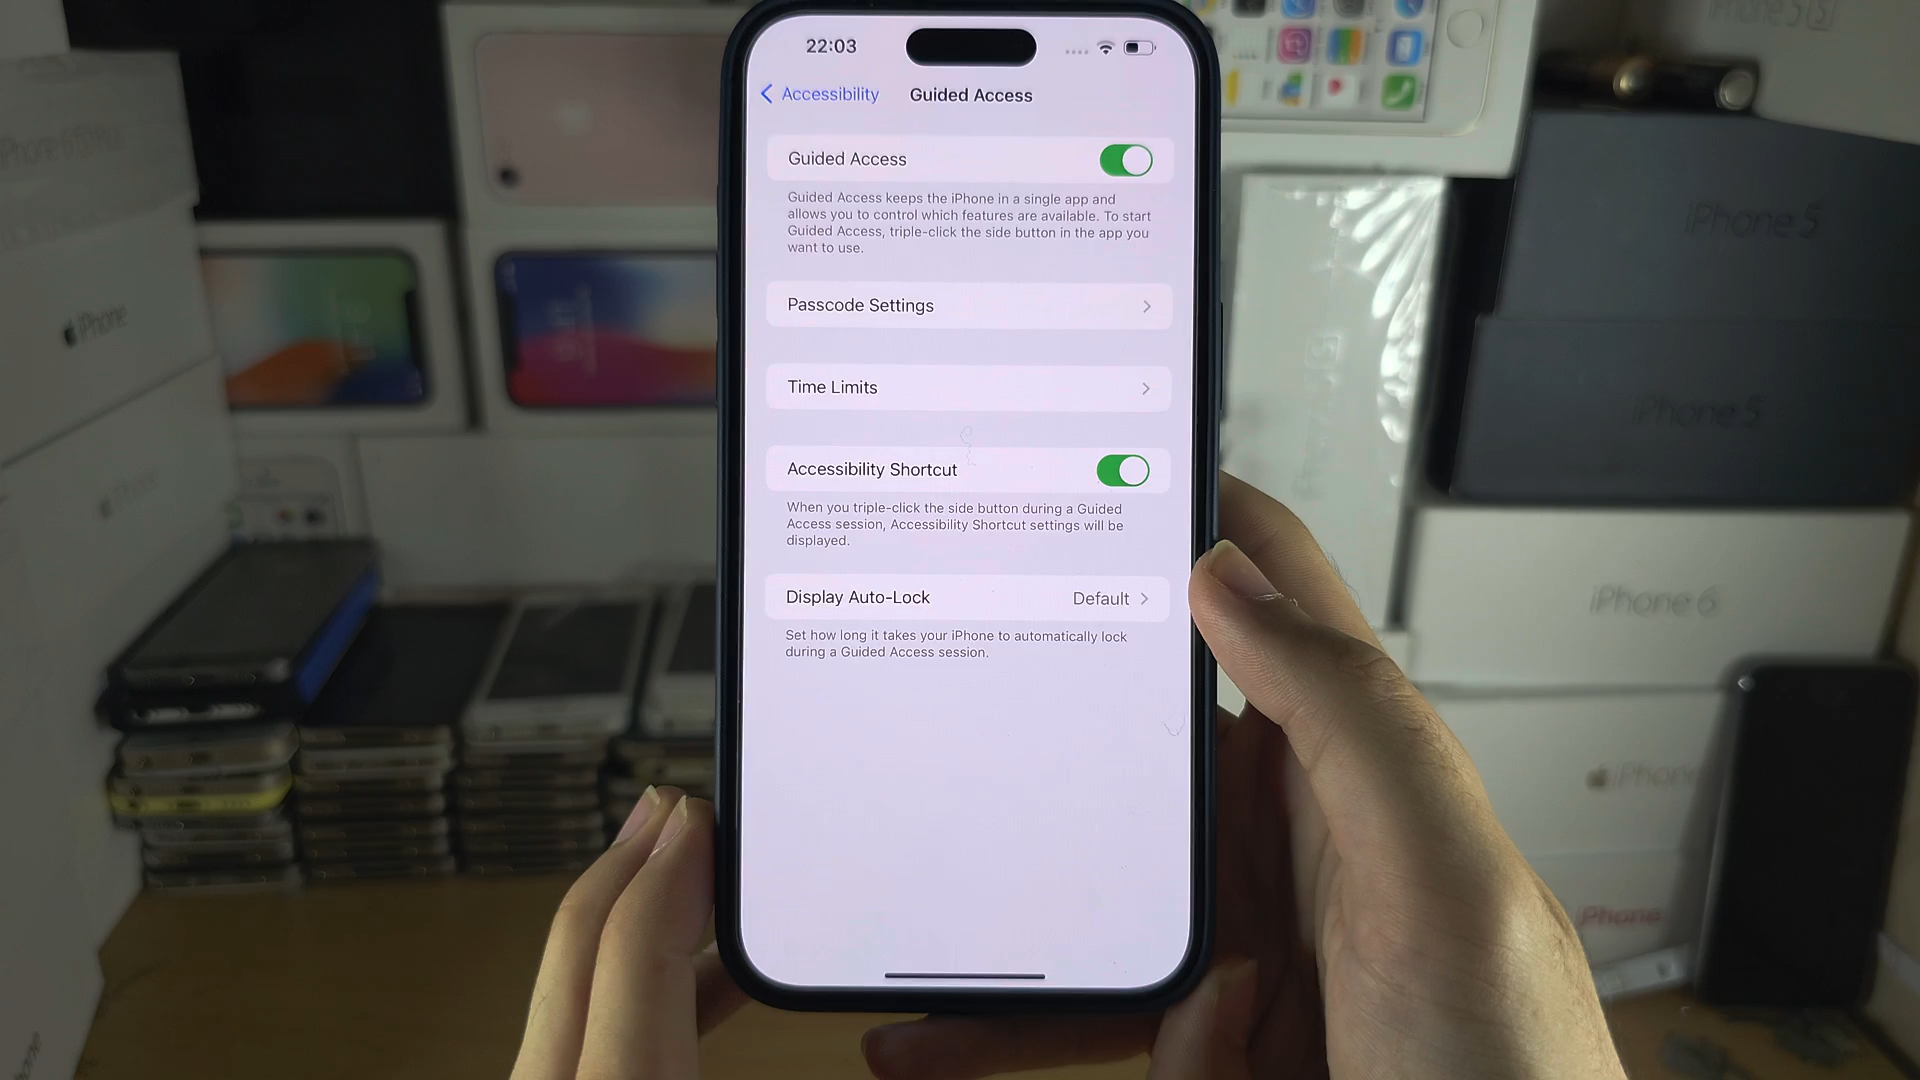 22:03
Accessibility
Guided Access
Guided Access
Guided Access keeps the iPhone in a single app and
allows you to control which features are available. To start
Guided Access, triple-click the side button in the app you
want to use.
Passcode Settings
Time Limits
Accessibility Shortcut
When you triple-click the side button during a Guided
Access session, Accessibility Shortcut settings will be
displayed.
Display Auto-Lock
Default
Set how long it takes your iPhone to automatically lock
during a Guided Access session.
iPhone
iPhone
iPhone 5
iPhone 5
iPhone 6
iPhone
iPhone